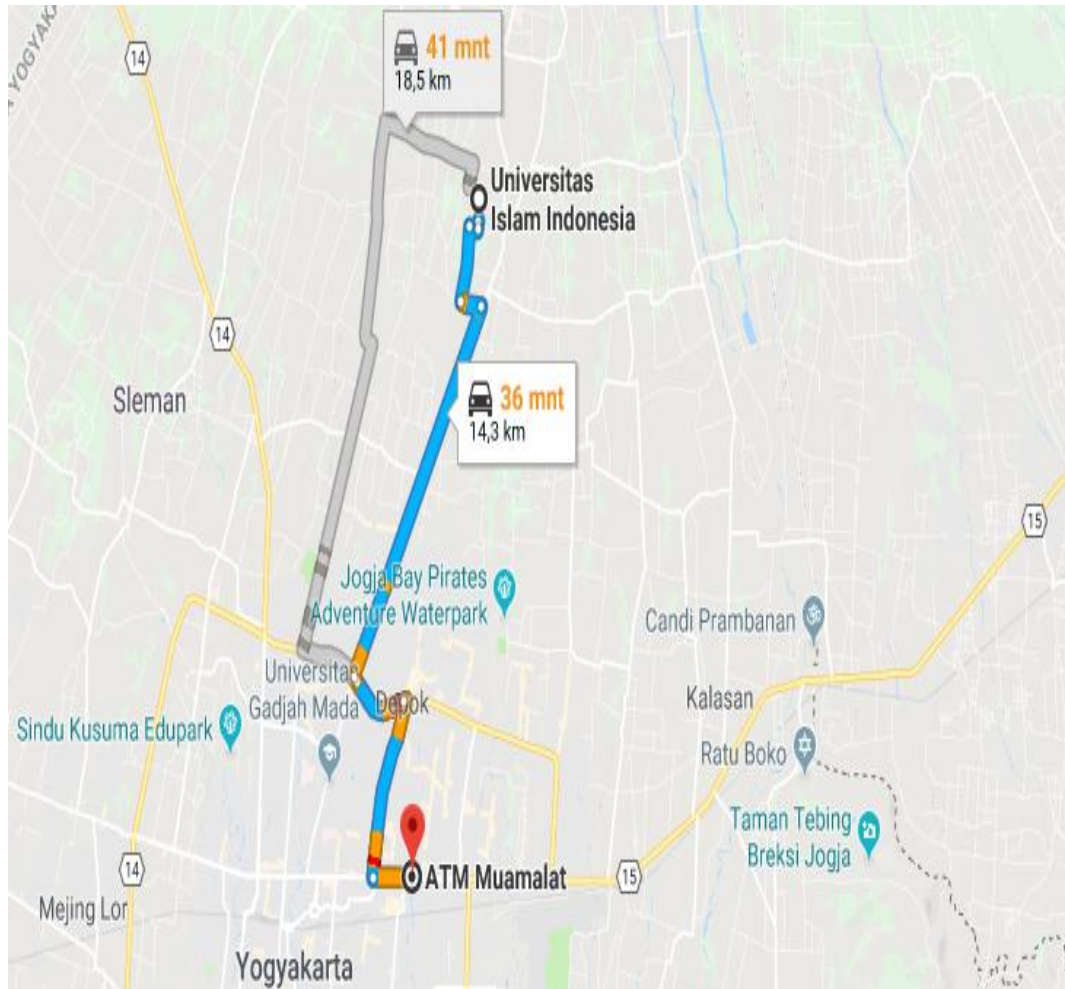 YOGYAKA
14
41 mnt
18,5 km
Universitas
Islam Indonesia
14
Sleman
36 mnt
14,3 km
15
Jogja Bay Pirates
Adventure Waterpark
Candi Prambanan
Universitas
Gadjah Mada
Depok
Kalasan
Sindu Kusuma Edupark
Ratu Boko
Taman Tebing
Breksi Jogja
14
ATM Muamalat
15
Mejing Lor
Yogyakarta